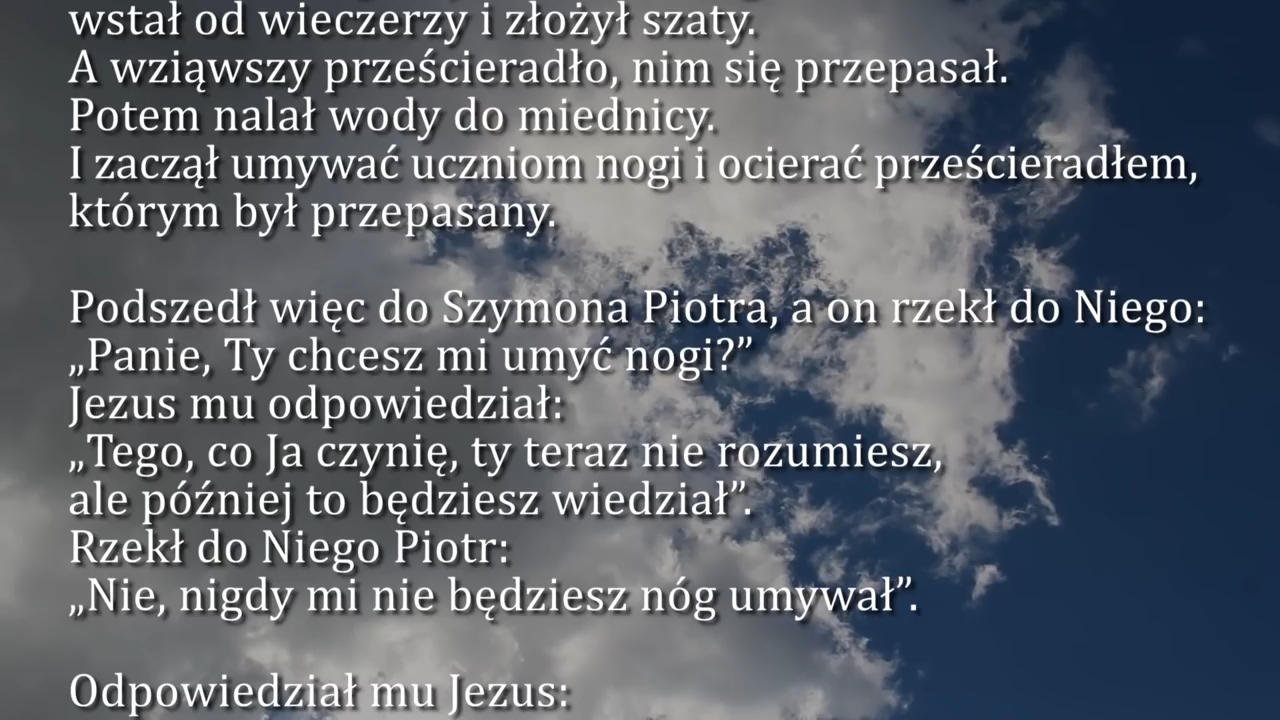 wstał od wieczerzy i złożył szaty.
A wziąwszy prześcieradło, nim się przepasał.
Potem nalał wody do miednicy.
I zaczął umywać uczniom nogi i ocierać prześcieradłem,
którym był przepasany.
Podszedł więc do Szymona Piotra, a on rzekł do Niego:
„Panie, Ty chcesz mi umyć nogi?”
Jezus mu odpowiedział:
„Tego, co Ja czynię, ty teraz nie rozumiesz,
ale później to będziesz wiedział”.
Rzekł do Niego Piotr:
„Nie, nigdy mi nie będziesz nóg umywał”.
Odpowiedział mu Jezus: